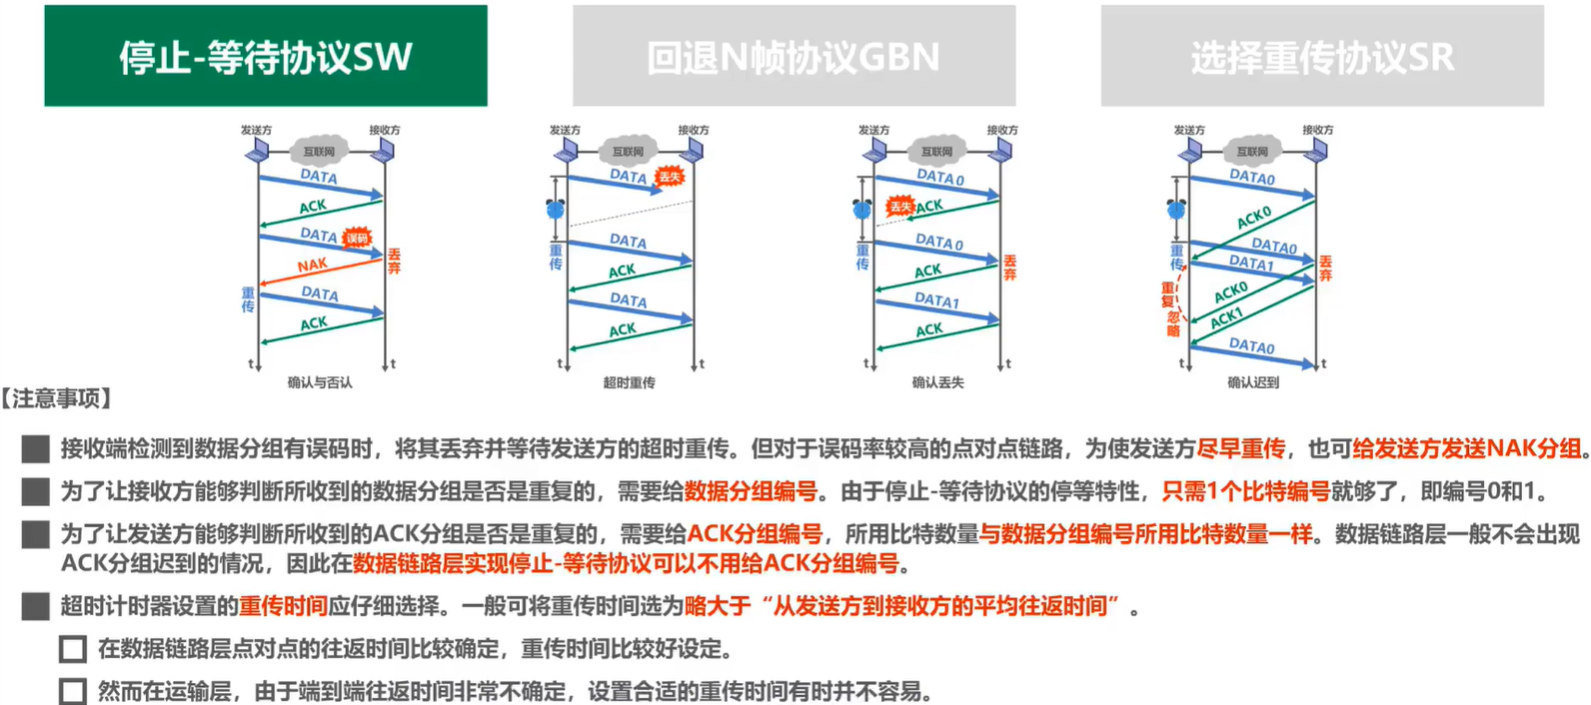 停止-等待协议SW
回退N帧协议GBN
选择重传协议SR
发送方
接收方
互联网
DATA
ACK
DATA
误码
丢弃
NAK
重传
DATA
ACK
t
t
确认与否认
发送方
接收方
互联网
DATA
丢失
重传
DATA
ACK
DATA
ACK
t
t
超时重传
发送方
接收方
互联网
DATA0
丢失
ACK
重传
DATA0
丢弃
ACK
DATA1
ACK
t
t
确认丢失
发送方
接收方
互联网
DATA0
ACK0
重传
DATA0
丢弃
DATA1
重复
忽略
ACK0
ACK1
DATA0
t
t
确认迟到
【注意事项】
接收端检测到数据分组有误码时，将其丢弃并等待发送方的超时重传。但对于误码率较高的点对点链路，为使发送方尽早重传，也可给发送方发送NAK分组。
为了让接收方能够判断所收到的数据分组是否是重复的，需要给数据分组编号。由于停止-等待协议的停等特性，只需1个比特编号就够了，即编号0和1。
为了让发送方能够判断所收到的ACK分组是否是重复的，需要给ACK分组编号，所用比特数量与数据分组编号所用比特数量一样。数据链路层一般不会出现
ACK分组迟到的情况，因此在数据链路层实现停止-等待协议可以不用给ACK分组编号。
超时计时器设置的重传时间应仔细选择。一般可将重传时间选为略大于“从发送方到接收方的平均往返时间”。
在数据链路层点对点的往返时间比较确定，重传时间比较好设定。
然而在运输层，由于端到端往返时间非常不确定，设置合适的重传时间有时并不容易。